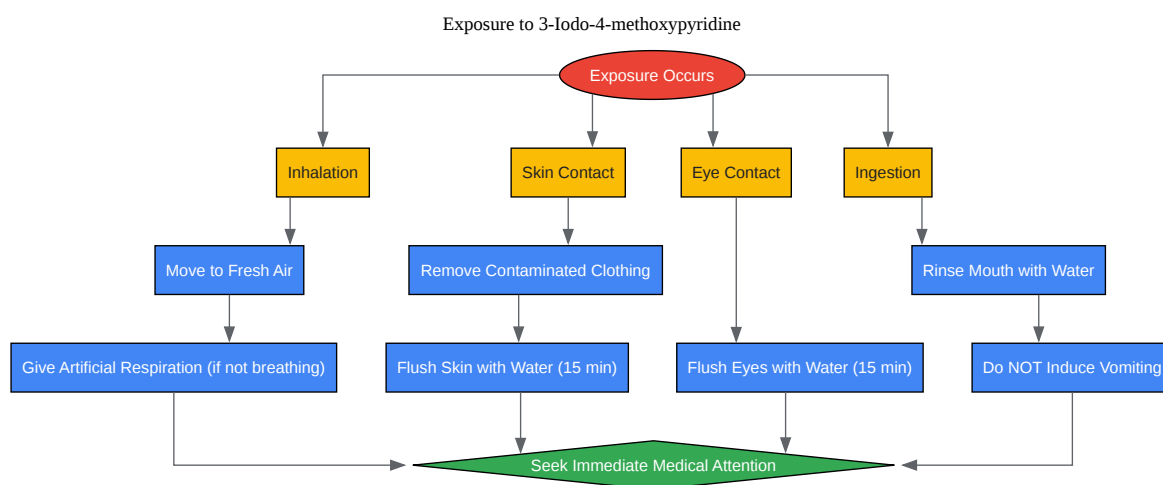 Exposure to 3-Iodo-4-methoxypyridine
Exposure Occurs
Inhalation
Skin Contact
Eye Contact
Ingestion
Move to Fresh Air
Remove Contaminated Clothing
Rinse Mouth with Water
Give Artificial Respiration (if not breathing)
Flush Skin with Water (15 min)
Flush Eyes with Water (15 min)
Do NOT Induce Vomiting
Seek Immediate Medical Attention